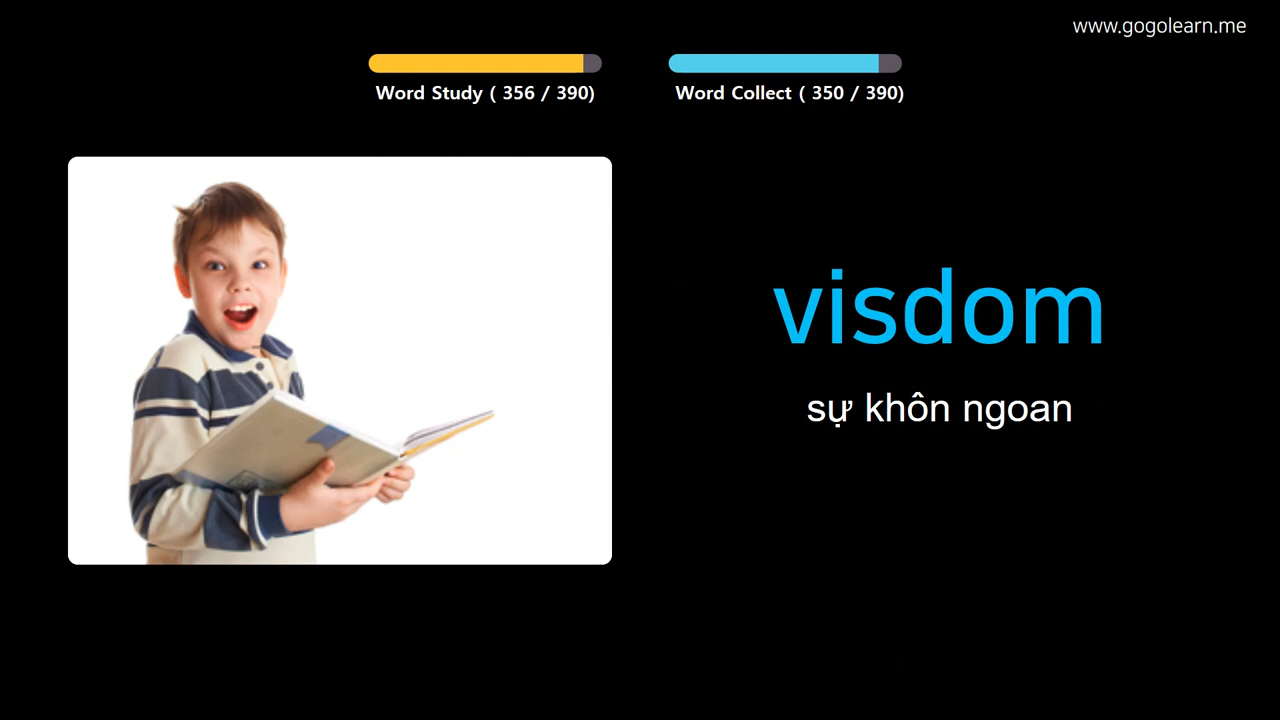 www.gogolearn.me
Word Study ( 356 / 390)
Word Collect ( 350 / 390)
visdom
sự khôn ngoan